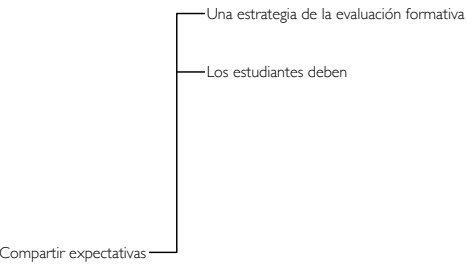 Una estrategia de la evaluación formativa
Los estudiantes deben
Compartir expectativas